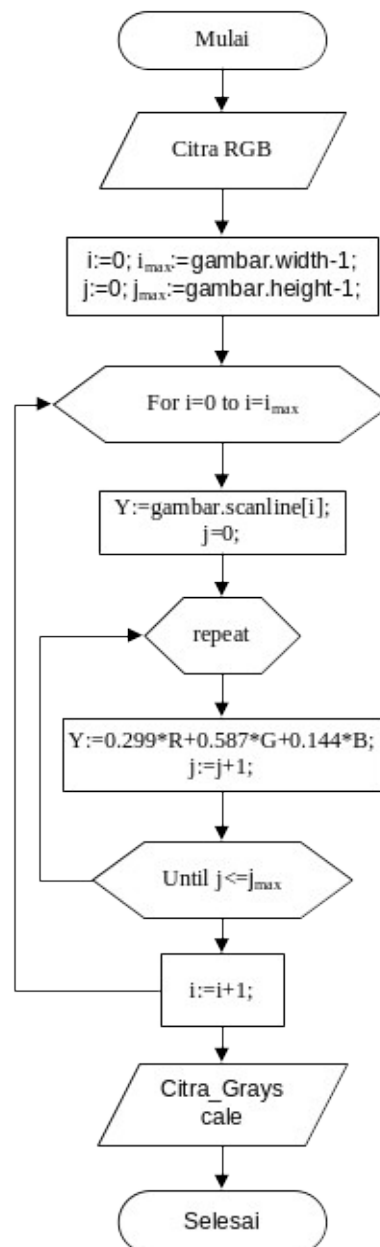 Mulai
Citra RGB
i:=0; imax:=gambar.width-1;
j:=0; jmax:=gambar.height-1;
For i=0 to i=imax
Y:=gambar.scanline[i];
j=0;
repeat
Y:=0.299*R+0.587*G+0.144*B;
j:=j+1;
Until j<=jmax
i:=i+1;
Citra_Grays
cale
Selesai